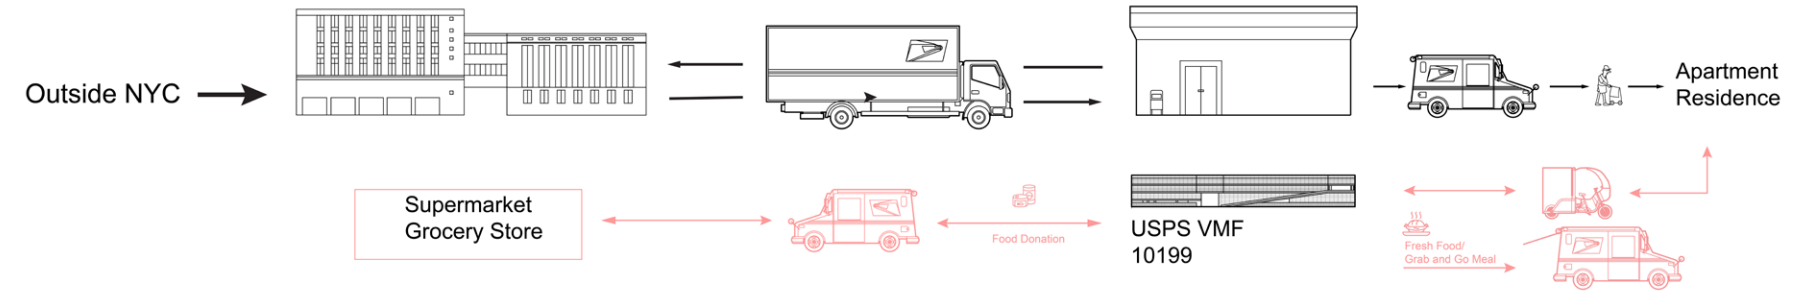 Outside NYC
Apartment
Residence
Supermarket
Grocery Store
Food Donation
USPS VMF
10199
Fresh Food/
Grab and Go Meal